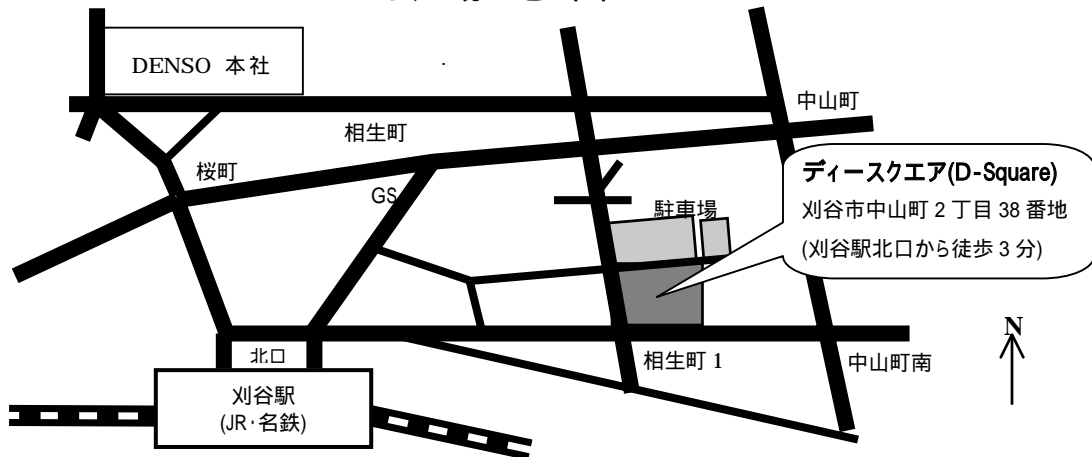 DENSO 本社
中山町
相生町
桜町
GS
駐車場
ディースクエア(D-Square)
刈谷市中山町 2 丁目 38 番地
(刈谷駅北口から徒歩 3 分)
N
北口
相生町 1
中山町南
刈谷駅
(JR·名鉄)